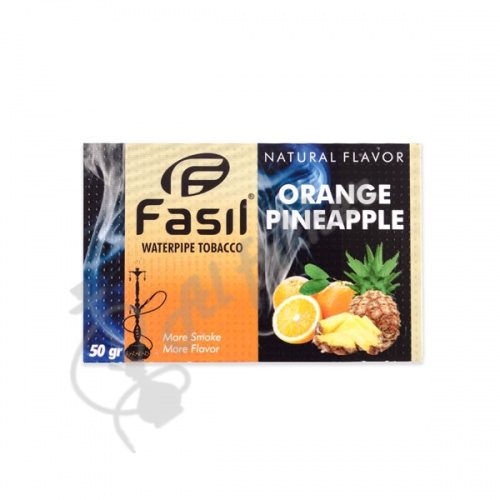 NATURAL FLAVOR
Fasil®
WATERPIPE TOBACCO
ORANGE
PINEAPPLE
More Smoke
More Flavor
50 gr